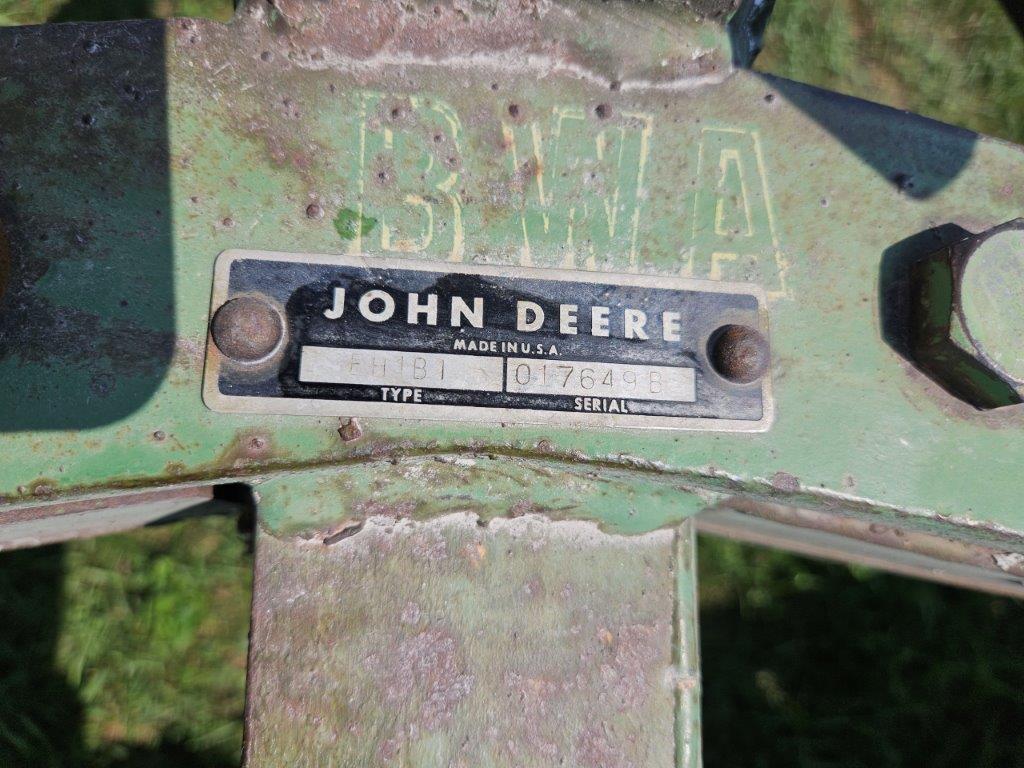 BWA
JOHN DEERE
MADE IN U.S.A.
EH1B1 017649B
TYPE SERIAL